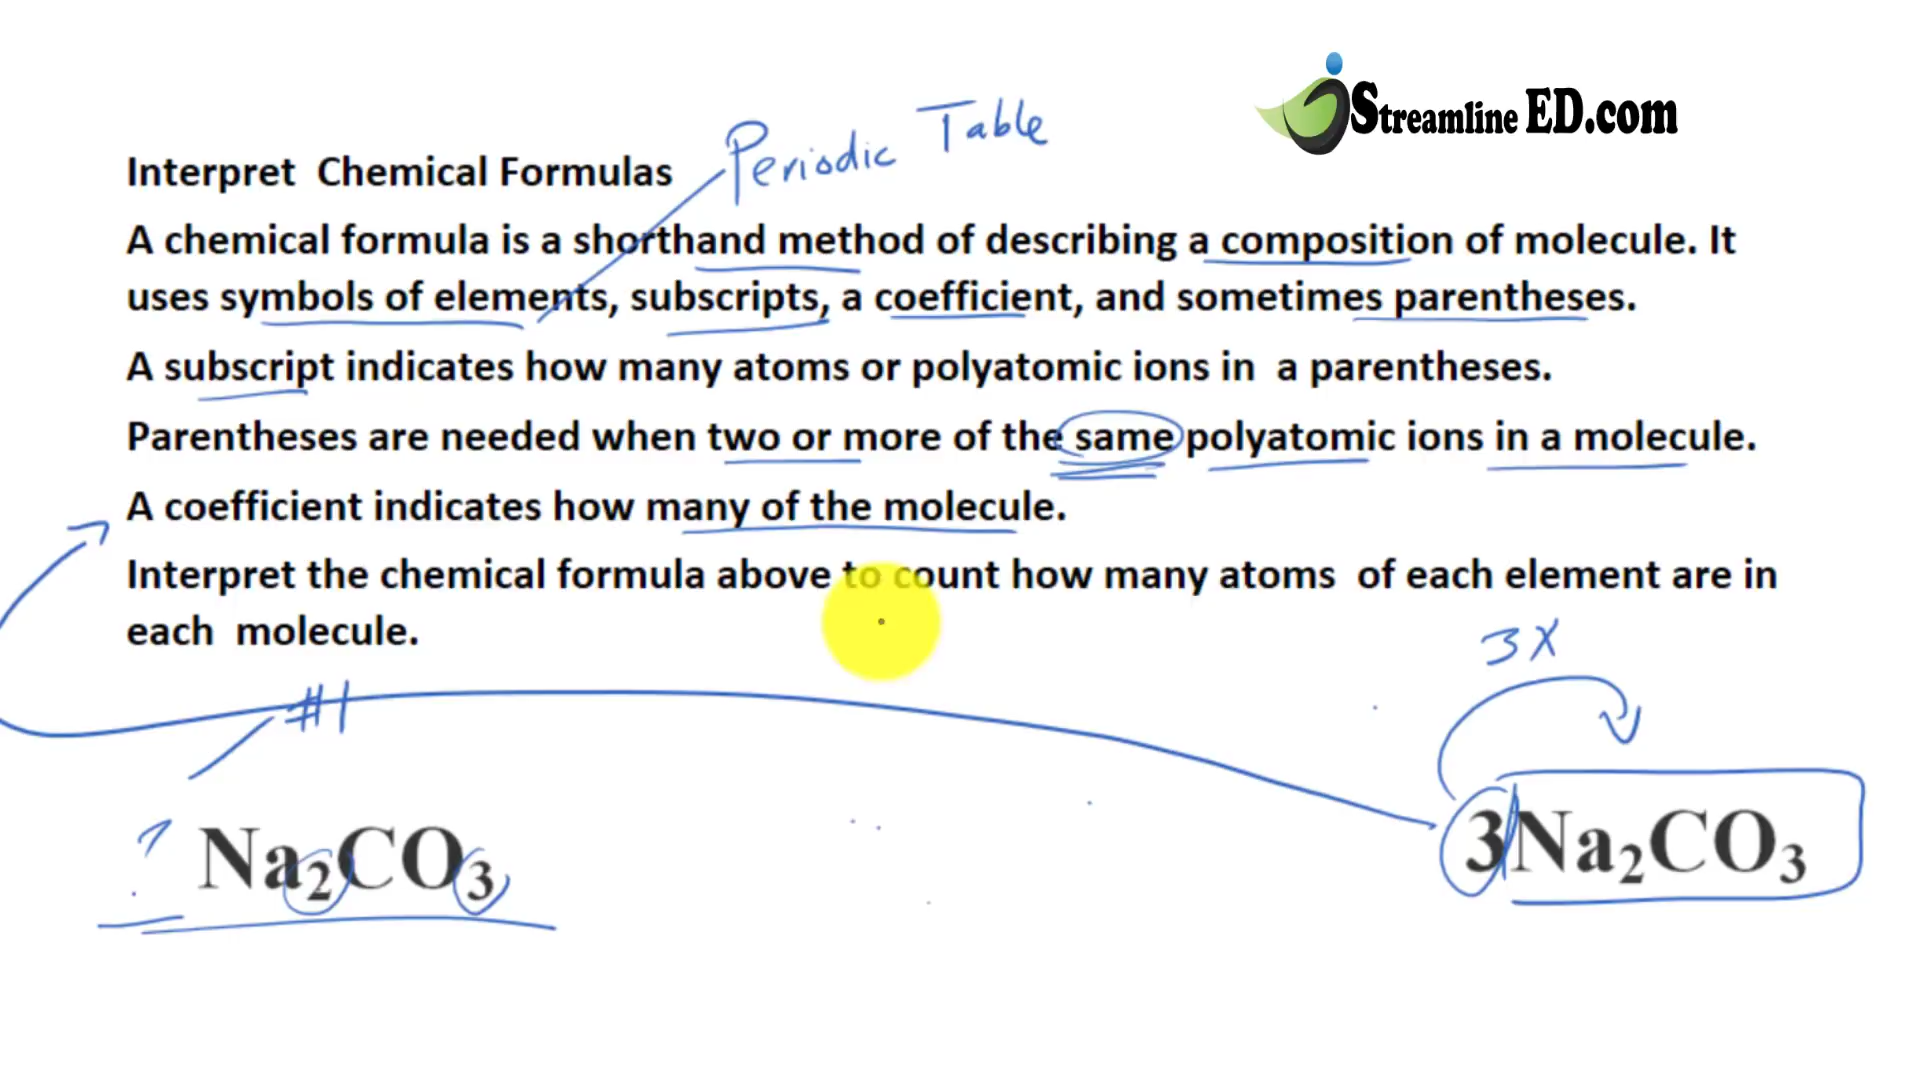 Streamline ED.com
Periodic Table
Interpret Chemical Formulas
A chemical formula is a shorthand method of describing a composition of molecule. It
uses symbols of elements, subscripts, a coefficient, and sometimes parentheses.
A subscript indicates how many atoms or polyatomic ions in a parentheses.
Parentheses are needed when two or more of the same polyatomic ions in a molecule.
A coefficient indicates how many of the molecule.
Interpret the chemical formula above to count how many atoms of each element are in
each molecule.
3X
#1
? Na₂CO₃
3Na₂CO₃